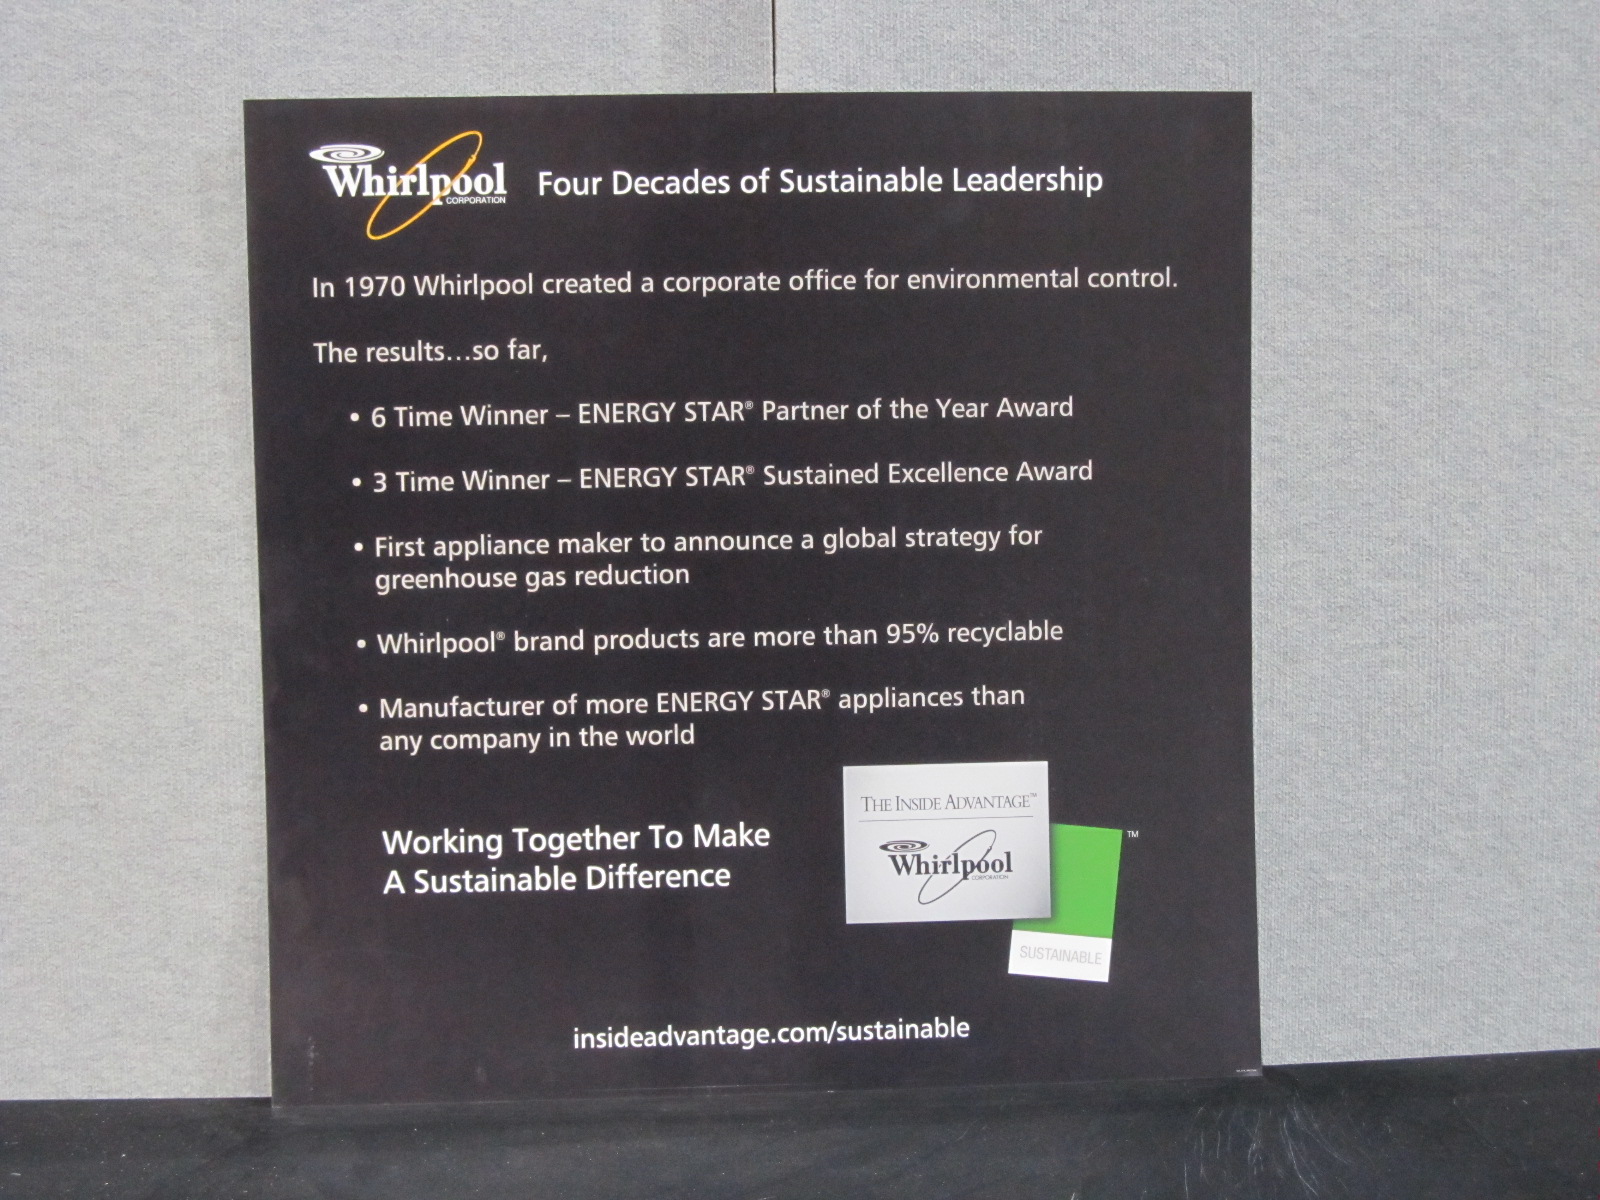 Whirlpool
CORPORATION
Four Decades of Sustainable Leadership
In 1970 Whirlpool created a corporate office for environmental control.
The results...so far,
• 6 Time Winner – ENERGY STAR® Partner of the Year Award
• 3 Time Winner – ENERGY STAR® Sustained Excellence Award
• First appliance maker to announce a global strategy for
greenhouse gas reduction
• Whirlpool® brand products are more than 95% recyclable
• Manufacturer of more ENERGY STAR® appliances than
any company in the world
Working Together To Make
A Sustainable Difference
THE INSIDE ADVANTAGE™
Whirlpool
CORPORATION
TM
SUSTAINABLE
insideadvantage.com/sustainable